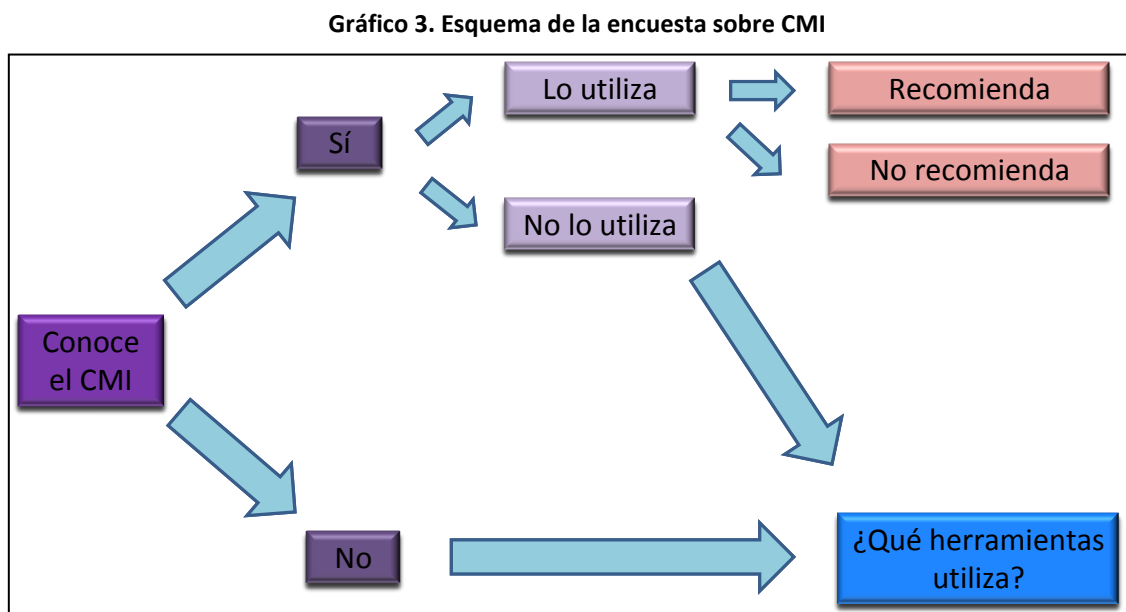 Gráfico 3. Esquema de la encuesta sobre CMI
Lo utiliza
Recomienda
Sí
No recomienda
No lo utiliza
Conoce
el CMI
No
¿Qué herramientas
utiliza?